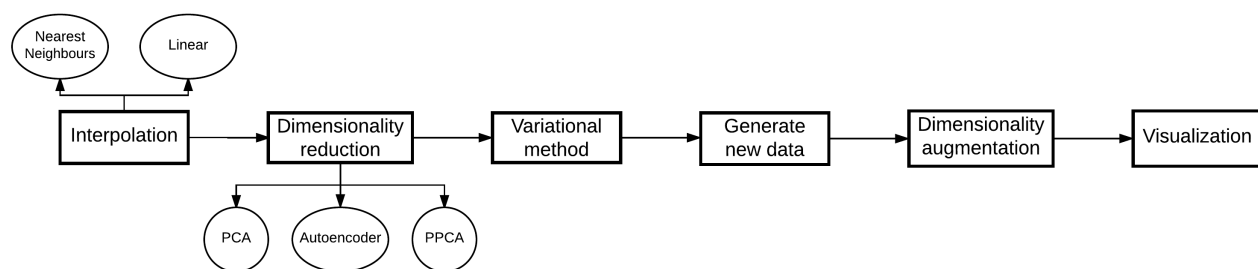 Nearest
Neighbours
Linear
Interpolation
Dimensionality
reduction
Variational
method
Generate
new data
Dimensionality
augmentation
Visualization
PCA
Autoencoder
PPCA